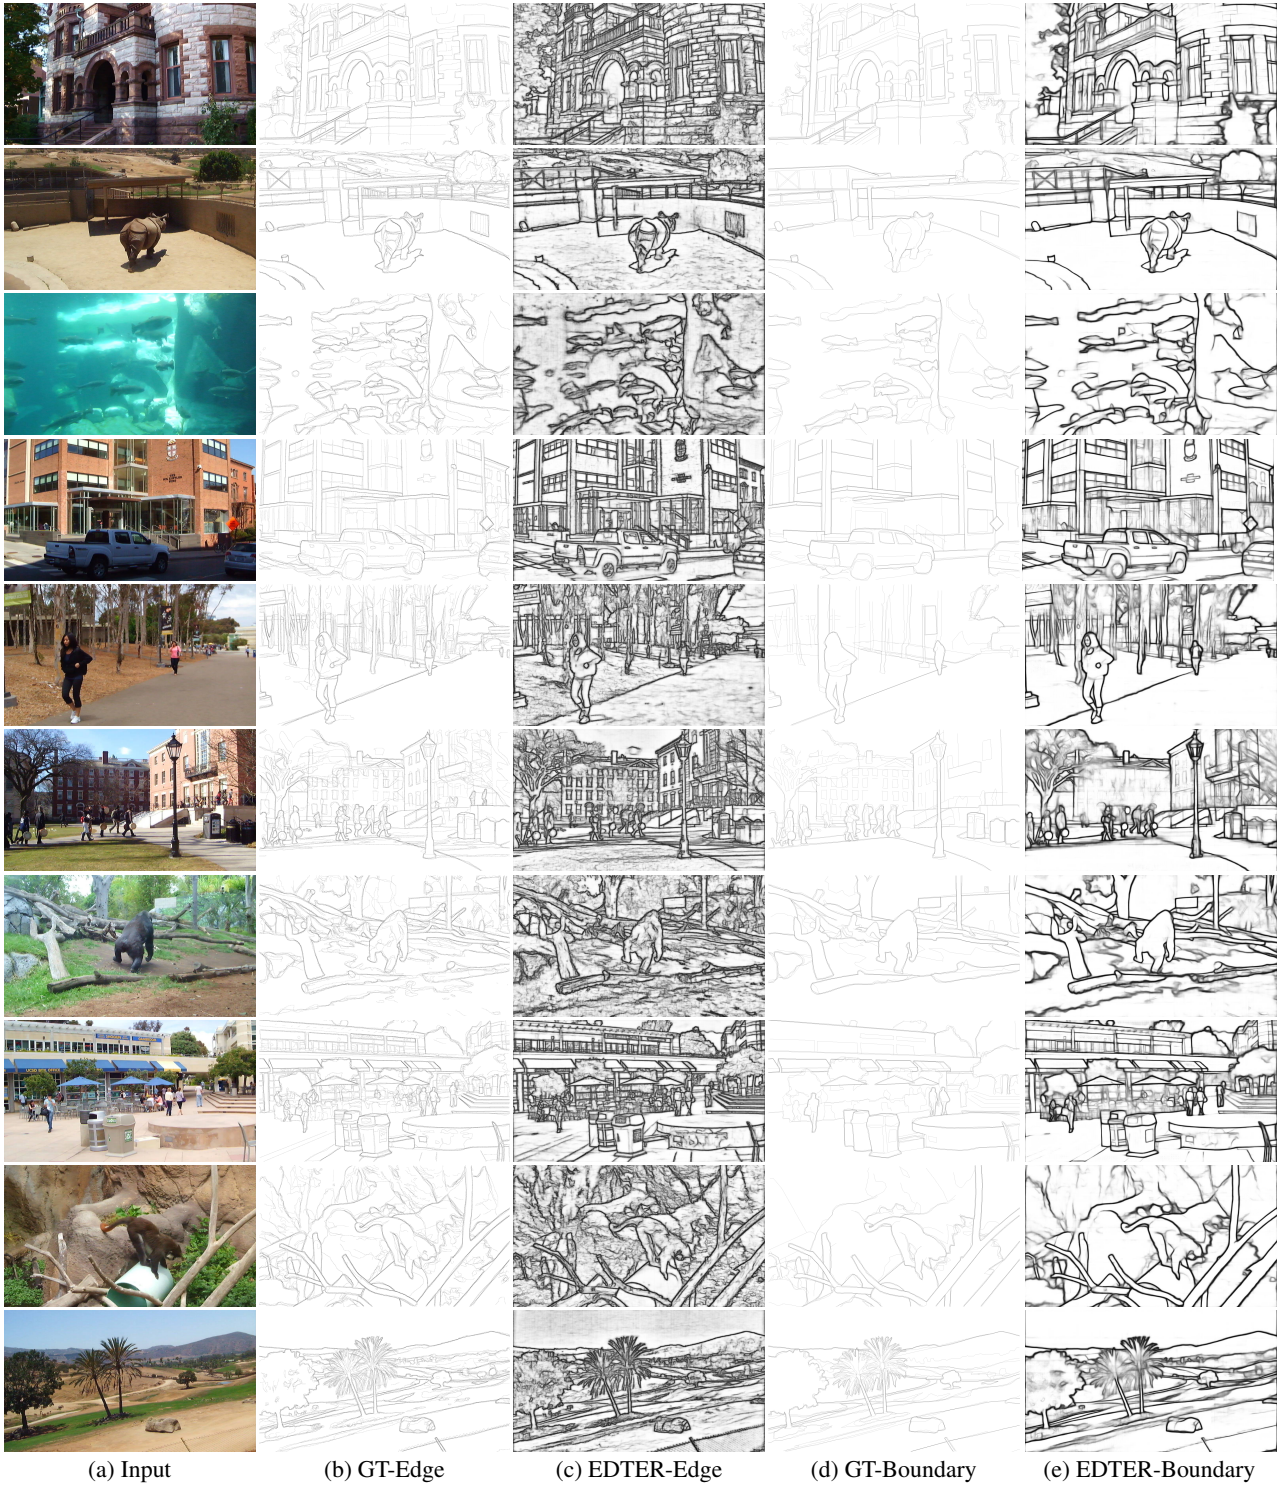 (a) Input
(b) GT-Edge
(c) EDTER-Edge
(d) GT-Boundary
(e) EDTER-Boundary